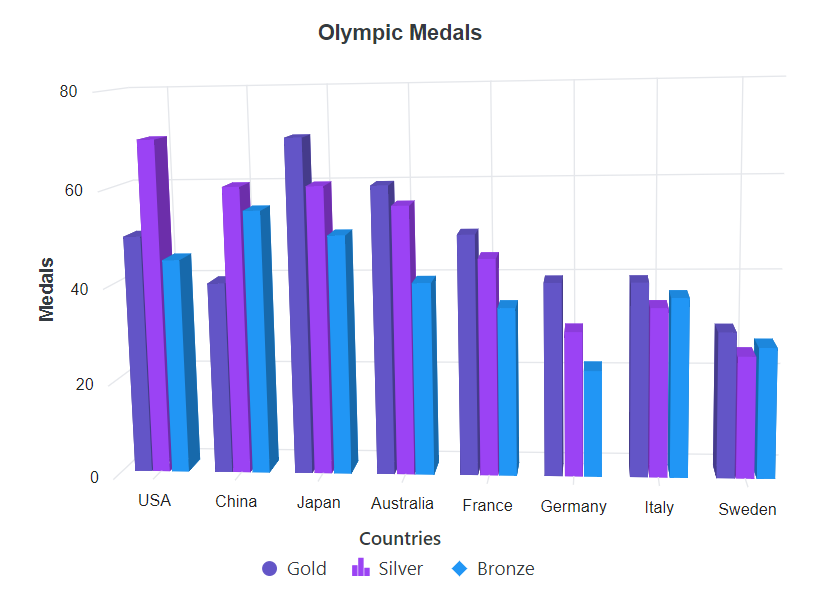 Olympic Medals
80
60
40
20
0
Medals
USA China Japan Australia France Germany Italy Sweden
Countries
Gold Silver Bronze